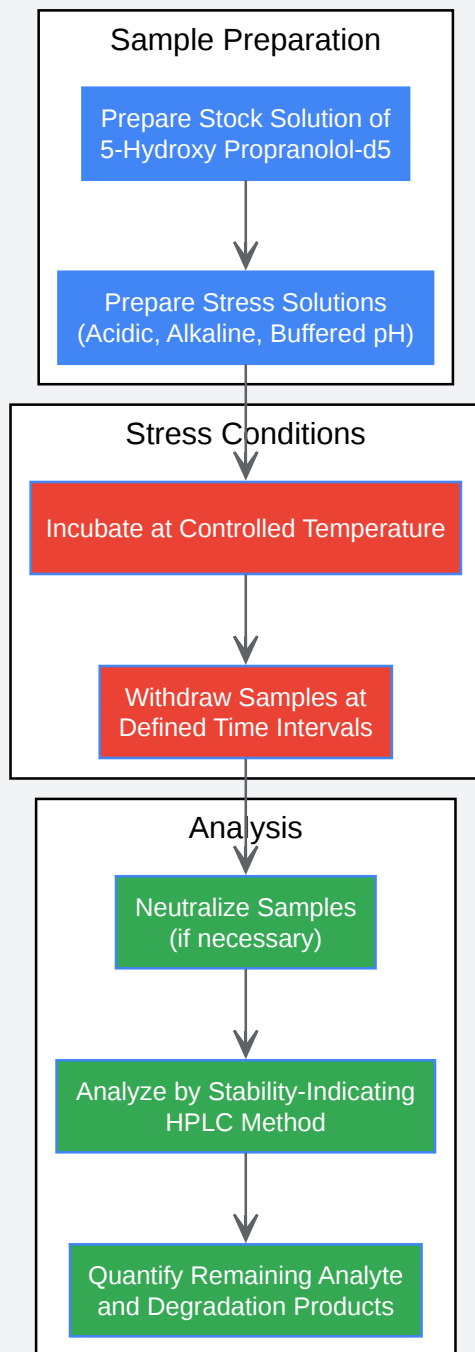 Sample Preparation
Prepare Stock Solution of
5-Hydroxy Propranolol-d5
Prepare Stress Solutions
(Acidic, Alkaline, Buffered pH)
Stress Conditions
Incubate at Controlled Temperature
Withdraw Samples at
Defined Time Intervals
Analysis
Neutralize Samples
(if necessary)
Analyze by Stability-Indicating
HPLC Method
Quantify Remaining Analyte
and Degradation Products